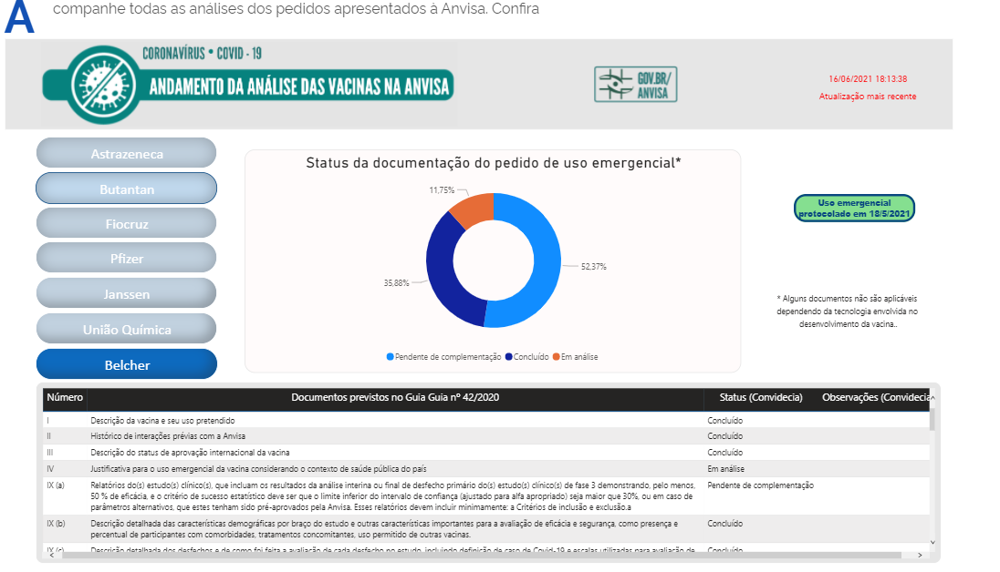 A companhe todas as análises dos pedidos apresentados à Anvisa. Confira
CORONAVÍRUS • COVID - 19
ANDAMENTO DA ANÁLISE DAS VACINAS NA ANVISA
GOV.BR/
ANVISA
16/06/2021 18:13:38
Atualização mais recente
Astrazeneca
Butantan
Fiocruz
Pfizer
Janssen
União Química
Belcher
Status da documentação do pedido de uso emergencial*
11,75%
52,37%
35,88%
Pendente de complementação Concluído Em análise
Uso emergencial
protocolado em 18/5/2021
* Alguns documentos não são aplicáveis
dependendo da tecnologia envolvida no
desenvolvimento da vacina..
Número Documentos previstos no Guia Guia nº 42/2020 Status (Convidecia) Observações (Convidecia
I Descrição da vacina e seu uso pretendido Concluído
II Histórico de interações prévias com a Anvisa Concluído
III Descrição do status de aprovação internacional da vacina Concluído
IV Justificativa para o uso emergencial da vacina considerando o contexto de saúde pública do país Em análise
IX (a) Relatórios do(s) estudo(s) clínico(s), que incluam os resultados da análise interina ou final de desfecho primário do(s) estudo(s) clínico(s) de fase 3 demonstrando, pelo menos, Pendente de complementação
50 % de eficácia, e o critério de sucesso estatístico deve ser que o limite inferior do intervalo de confiança (ajustado para alfa apropriado) seja maior que 30%, ou em caso de
parâmetros alternativos, que estes tenham sido pré-aprovados pela Anvisa. Esses relatórios devem incluir minimamente: a Critérios de inclusão e exclusão.a
IX (b) Descrição detalhada das características demográficas por braço do estudo e outras características importantes para a avaliação de eficácia e segurança, como presença e Concluído
percentual de participantes com comorbidades, tratamentos concomitantes, uso permitido de outras vacinas.
IX (c) Descrição detalhada dos desfechos e de como foi feita a avaliação de cada desfecho no estudo, incluindo definição de caso de Covid-19 e escalas utilizadas para avaliação de Concluído